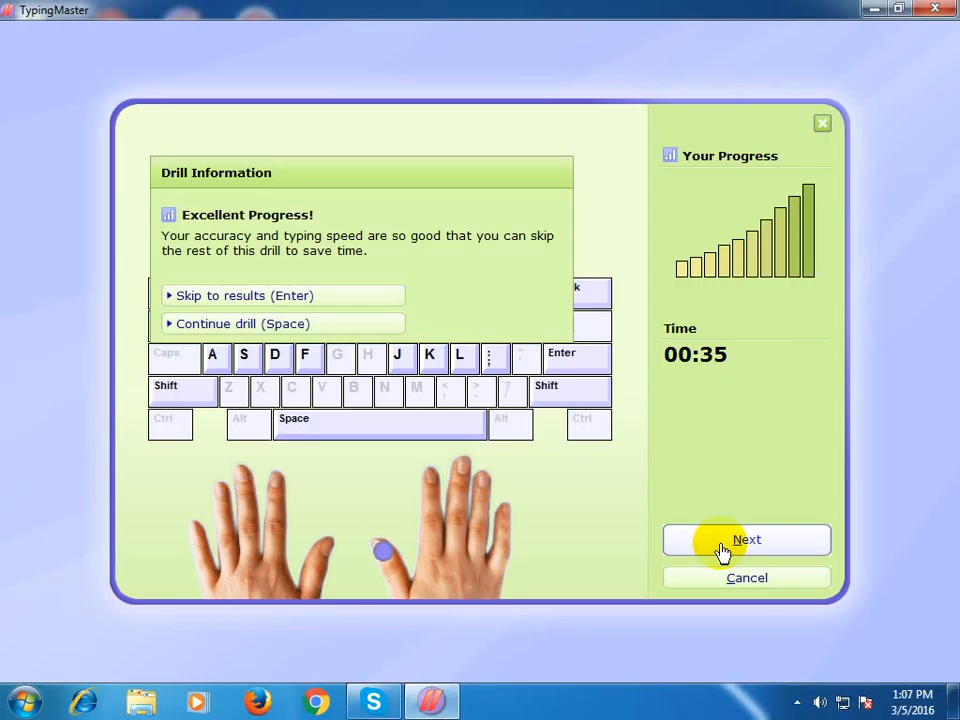 TypingMaster
Drill Information
Excellent Progress!
Your accuracy and typing speed are so good that you can skip
the rest of this drill to save time.
Skip to results (Enter)
Continue drill (Space)
k
Caps A S D F G H J K L ; : " ' Enter
Shift Z X C V B N M < , > . ? / Shift
Ctrl Alt Space Alt Ctrl
Your Progress
Time
00:35
Next
Cancel
1:07 PM
3/5/2016